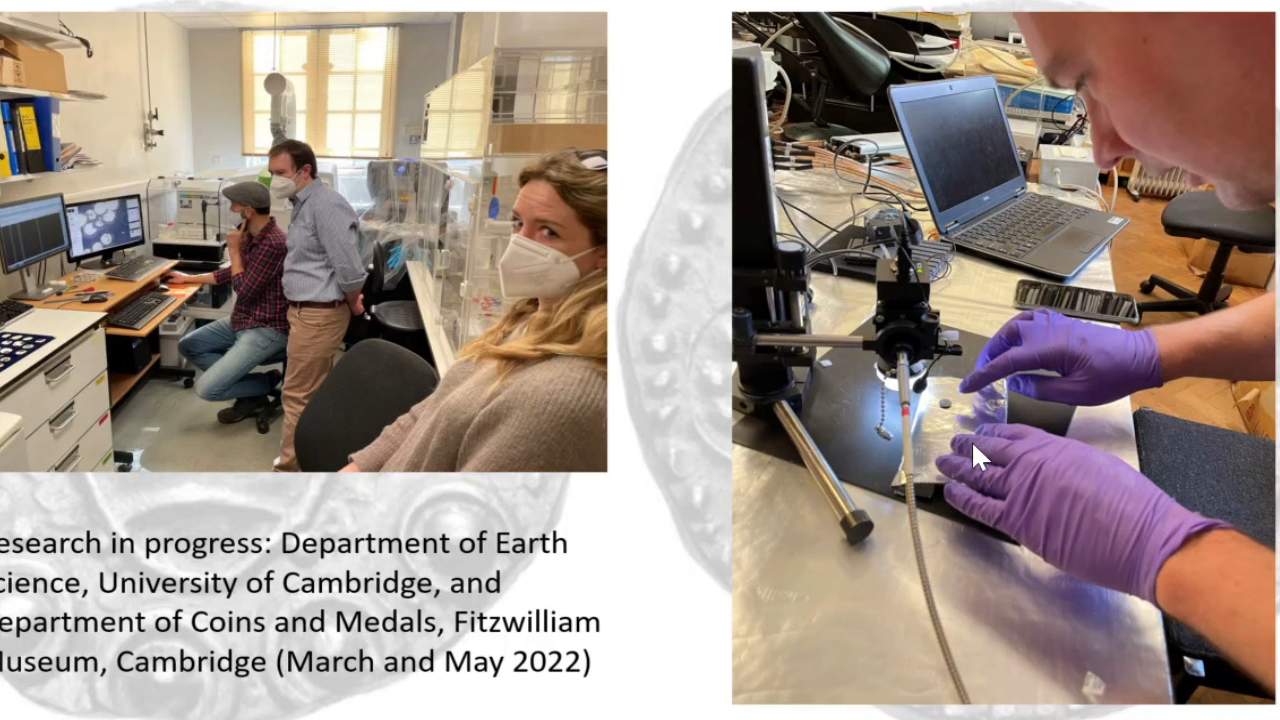 esearch in progress: Department of Earth
cience, University of Cambridge, and
epartment of Coins and Medals, Fitzwilliam
useum, Cambridge (March and May 2022)